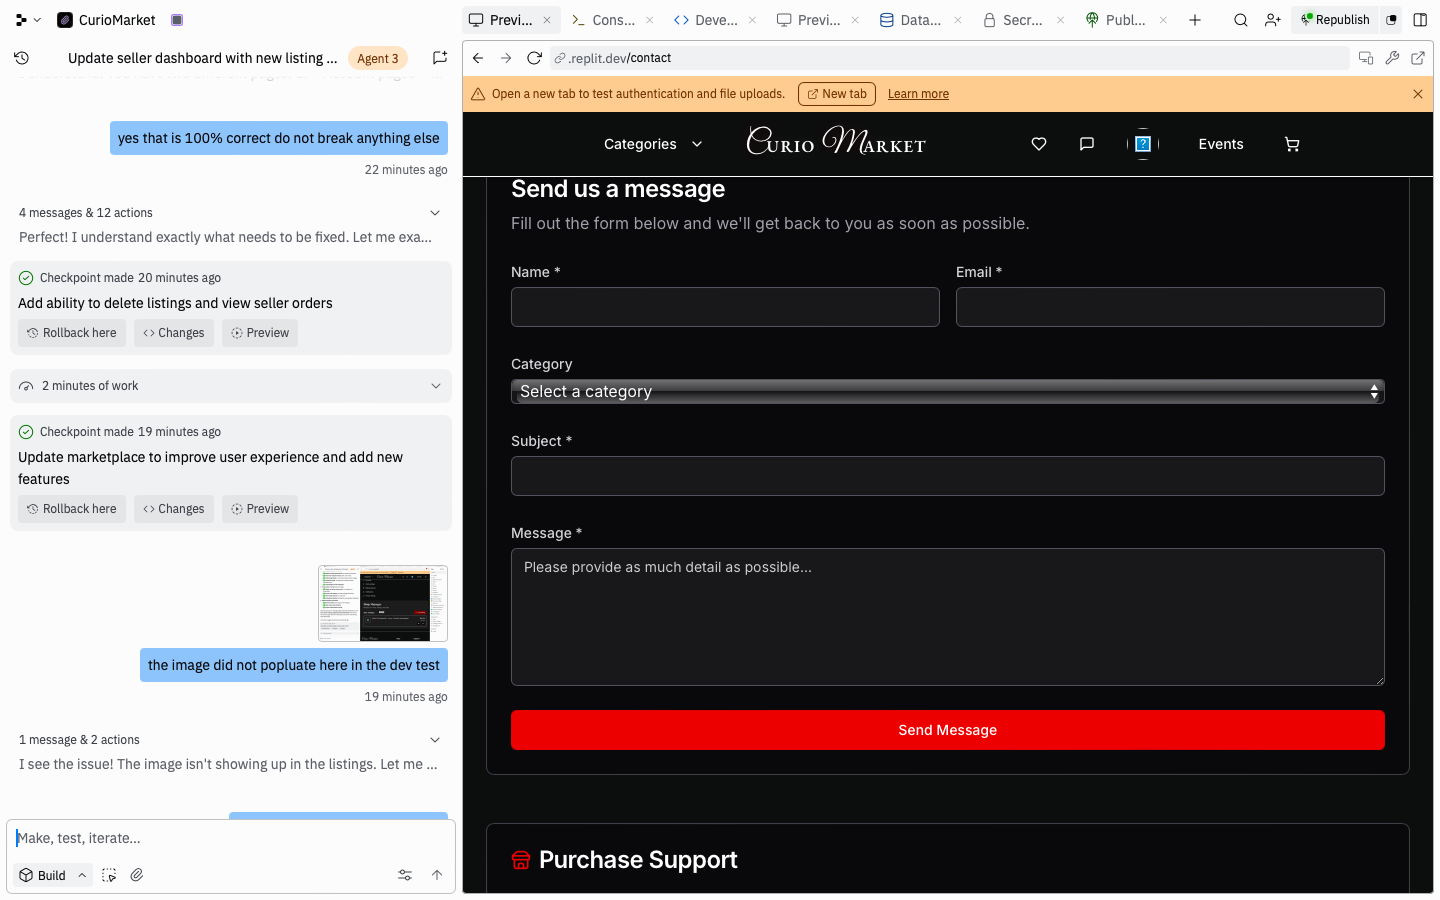 CurioMarket
Previ...
Cons...
Deve...
Previ...
Data...
Secr...
Publ...
Republish
Update seller dashboard with new listing ...
Agent 3
.replit.dev/contact
Open a new tab to test authentication and file uploads.
New tab
Learn more
yes that is 100% correct do not break anything else
22 minutes ago
4 messages & 12 actions
Perfect! I understand exactly what needs to be fixed. Let me exa...
Checkpoint made 20 minutes ago
Add ability to delete listings and view seller orders
Rollback here
Changes
Preview
2 minutes of work
Checkpoint made 19 minutes ago
Update marketplace to improve user experience and add new
features
Rollback here
Changes
Preview
the image did not popluate here in the dev test
19 minutes ago
1 message & 2 actions
I see the issue! The image isn't showing up in the listings. Let me ...
Make, test, iterate...
Build
Categories
Curio Market
?
Events
Send us a message
Fill out the form below and we'll get back to you as soon as possible.
Name *
Email *
Category
Select a category
Subject *
Message *
Please provide as much detail as possible...
Send Message
Purchase Support